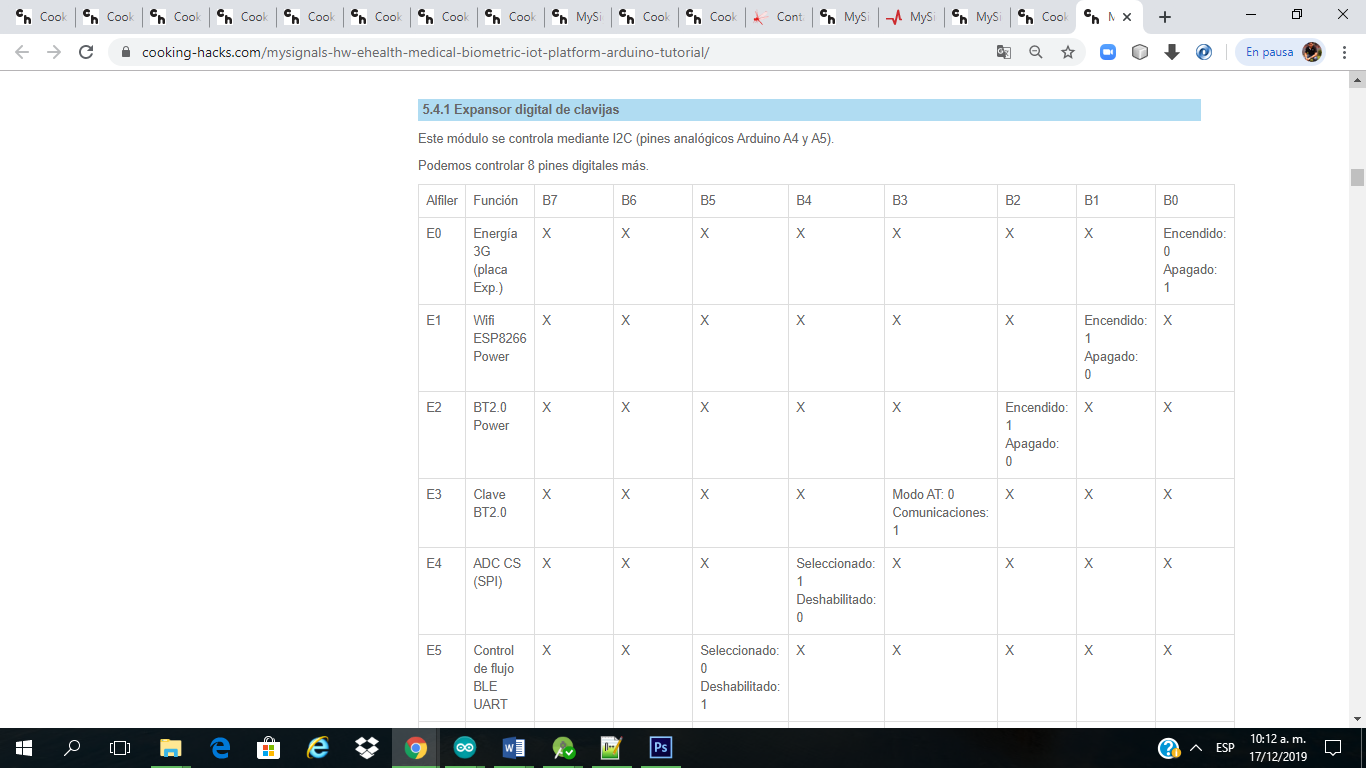 Cook
Cook
Cook
Cook
Cook
Cook
Cook
Cook
MySi
Cook
Cook
Conta
MySi
MySi
MySi
Cook
M
cooking-hacks.com/mysignals-hw-ehealth-medical-biometric-iot-platform-arduino-tutorial/
En pausa
5.4.1 Expansor digital de clavijas
Este módulo se controla mediante I2C (pines analógicos Arduino A4 y A5).
Podemos controlar 8 pines digitales más.
Alfiler Función B7 B6 B5 B4 B3 B2 B1 B0
E0 Energía X X X X X X X Encendido:
3G 0
(placa Apagado:
Exp.) 1
E1 Wifi X X X X X X Encendido: X
ESP8266 1
Power Apagado:
0
E2 BT2.0 X X X X X Encendido: X X
Power 1
Apagado:
0
E3 Clave X X X X Modo AT: 0 X X X
BT2.0 Comunicaciones:
1
E4 ADC CS X X X Seleccionado: X X X X
(SPI) 1
Deshabilitado:
0
E5 Control X X Seleccionado: X X X X X
de flujo 0
BLE Deshabilitado:
UART 1
ESP
10:12 a. m.
17/12/2019